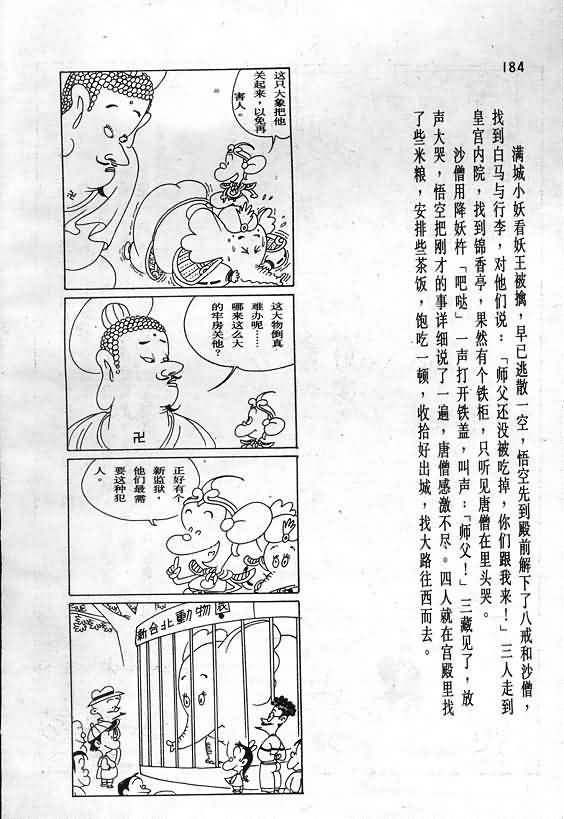 184
满城小妖看妖王被擒，早已逃散一空，悟空先到殿前解下了八戒和沙僧，
找到白马与行李，对他们说：「师父还没被吃掉，你们跟我来！」三人走到
皇宫内院，找到锦香亭，果然有个铁柜，只听见唐僧在里头哭。
沙僧用降妖杵「吧哒」一声打开铁盖，叫声：「师父！」三藏见了，放
声大哭，悟空把刚才的事详细说了一遍，唐僧感激不尽。四人就在宫殿里找
了些米粮，安排些茶饭，饱吃一顿，收拾好出城，找大路往西而去。
这只大象把他
关起来，以免再
害人。
卍
这大物倒真
难办呢……
哪来这么大
的牢房关他？
卍
正好有个
新监狱，
他们最需
要这种犯
人。
新台北動物園